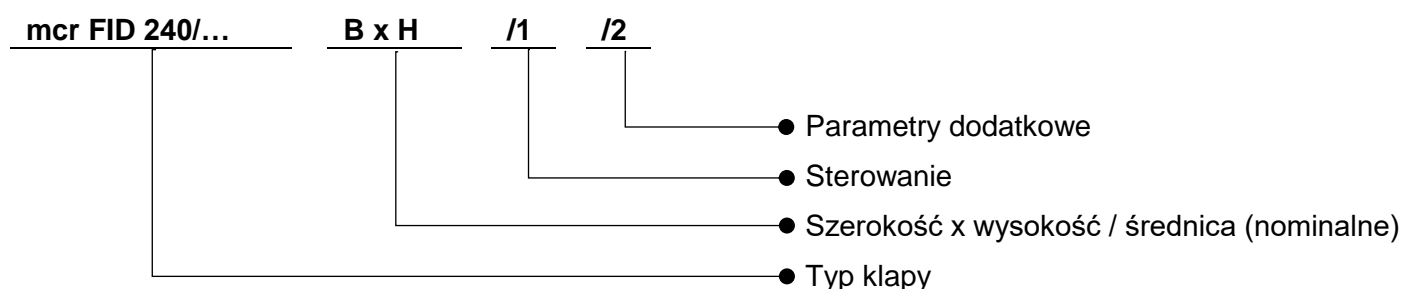 mcr FID 240/… B x H /1 /2
Parametry dodatkowe
Sterowanie
Szerokość x wysokość / średnica (nominalne)
Typ klapy